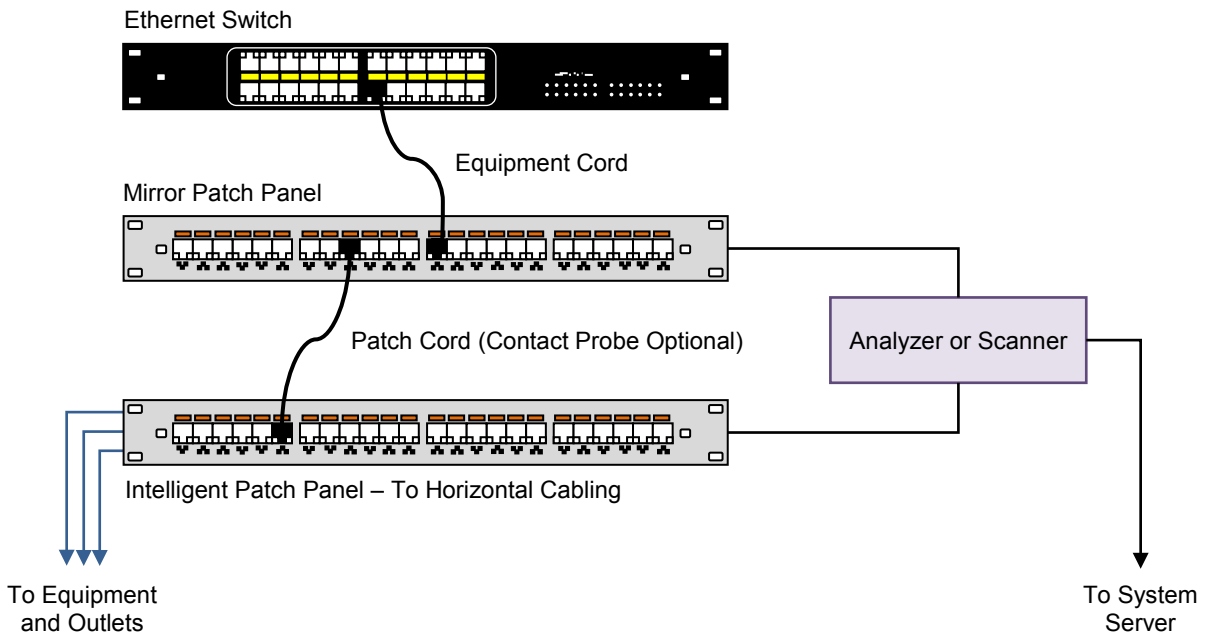 Ethernet Switch
Equipment Cord
Mirror Patch Panel
Patch Cord (Contact Probe Optional)
Analyzer or Scanner
Intelligent Patch Panel – To Horizontal Cabling
To Equipment
and Outlets
To System
Server